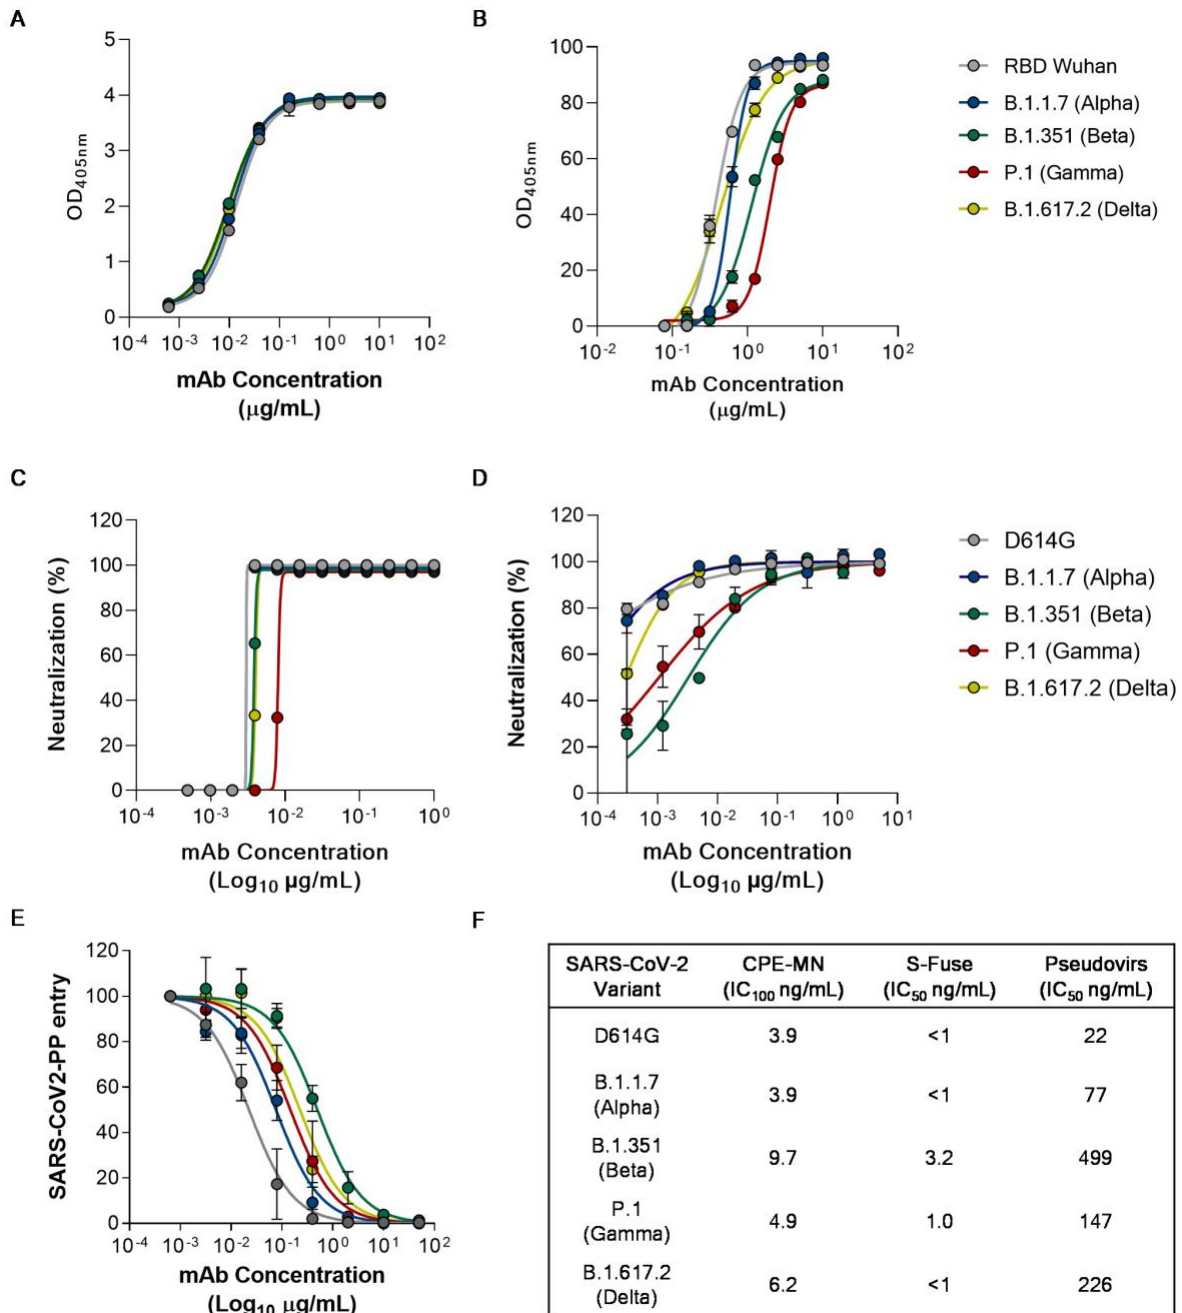 A
5
4
3
2
1
0
OD405nm
10-4 10-3 10-2 10-1 100 101 102
mAb Concentration
(μg/mL)
B
100
80
60
40
20
0
OD405nm
10-2 10-1 100 101 102
mAb Concentration
(μg/mL)
RBD Wuhan
B.1.1.7 (Alpha)
B.1.351 (Beta)
P.1 (Gamma)
B.1.617.2 (Delta)
C
120
100
80
60
40
20
0
Neutralization (%)
10-4 10-3 10-2 10-1 100
mAb Concentration
(Log10 μg/mL)
D
120
100
80
60
40
20
0
Neutralization (%)
10-4 10-3 10-2 10-1 100 101
mAb Concentration
(Log10 μg/mL)
D614G
B.1.1.7 (Alpha)
B.1.351 (Beta)
P.1 (Gamma)
B.1.617.2 (Delta)
E
120
100
80
60
40
20
0
SARS-CoV2-PP entry
10-4 10-3 10-2 10-1 100 101 102
mAb Concentration
(Log10 μg/mL)
F
SARS-CoV-2 Variant CPE-MN (IC100 ng/mL) S-Fuse (IC50 ng/mL) Pseudovirs (IC50 ng/mL)
D614G 3.9 <1 22
B.1.1.7 (Alpha) 3.9 <1 77
B.1.351 (Beta) 9.7 3.2 499
P.1 (Gamma) 4.9 1.0 147
B.1.617.2 (Delta) 6.2 <1 226